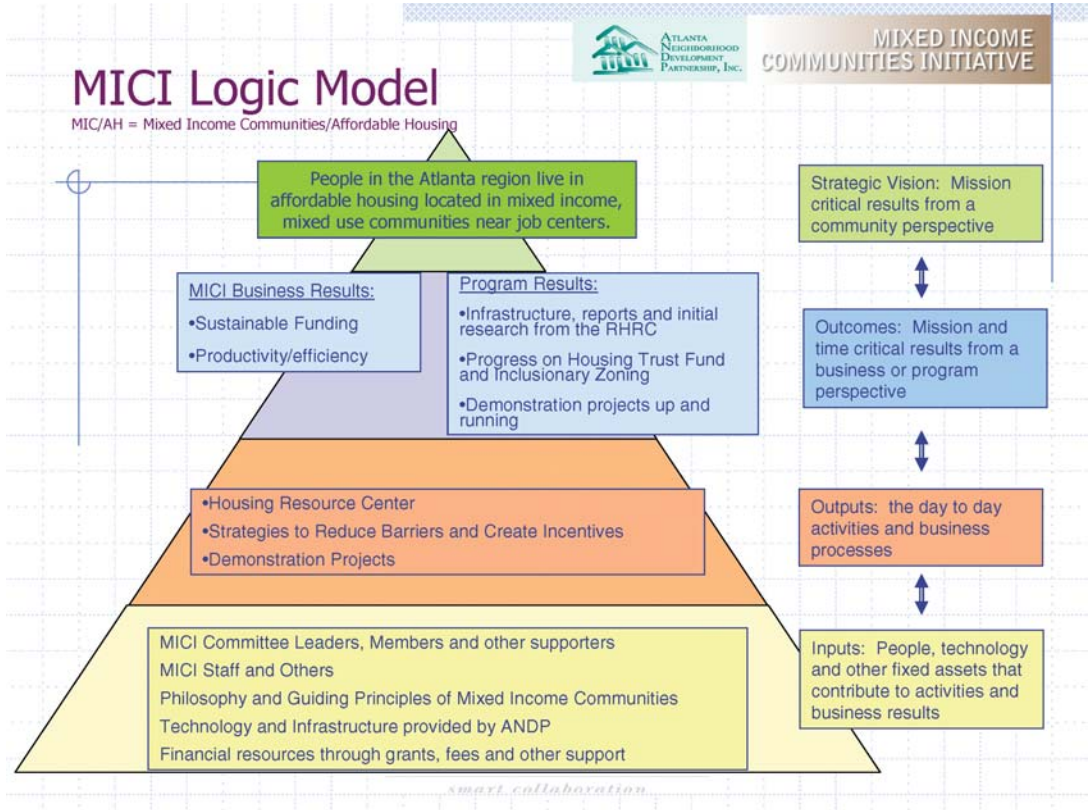 ATLANTA
NEIGHBORHOOD
DEVELOPMENT
PARTNERSHIP, INC.
MIXED INCOME
COMMUNITIES INITIATIVE
MICI Logic Model
MIC/AH = Mixed Income Communities/Affordable Housing
People in the Atlanta region live in
affordable housing located in mixed income,
mixed use communities near job centers.
Strategic Vision: Mission
critical results from a
community perspective
MICI Business Results:
•Sustainable Funding
•Productivity/efficiency
Program Results:
•Infrastructure, reports and initial
research from the RHRC
•Progress on Housing Trust Fund
and Inclusionary Zoning
•Demonstration projects up and
running
Outcomes: Mission and
time critical results from a
business or program
perspective
•Housing Resource Center
•Strategies to Reduce Barriers and Create Incentives
•Demonstration Projects
Outputs: the day to day
activities and business
processes
MICI Committee Leaders, Members and other supporters
MICI Staff and Others
Philosophy and Guiding Principles of Mixed Income Communities
Technology and Infrastructure provided by ANDP
Financial resources through grants, fees and other support
Inputs: People, technology
and other fixed assets that
contribute to activities and
business results
smart collaboration